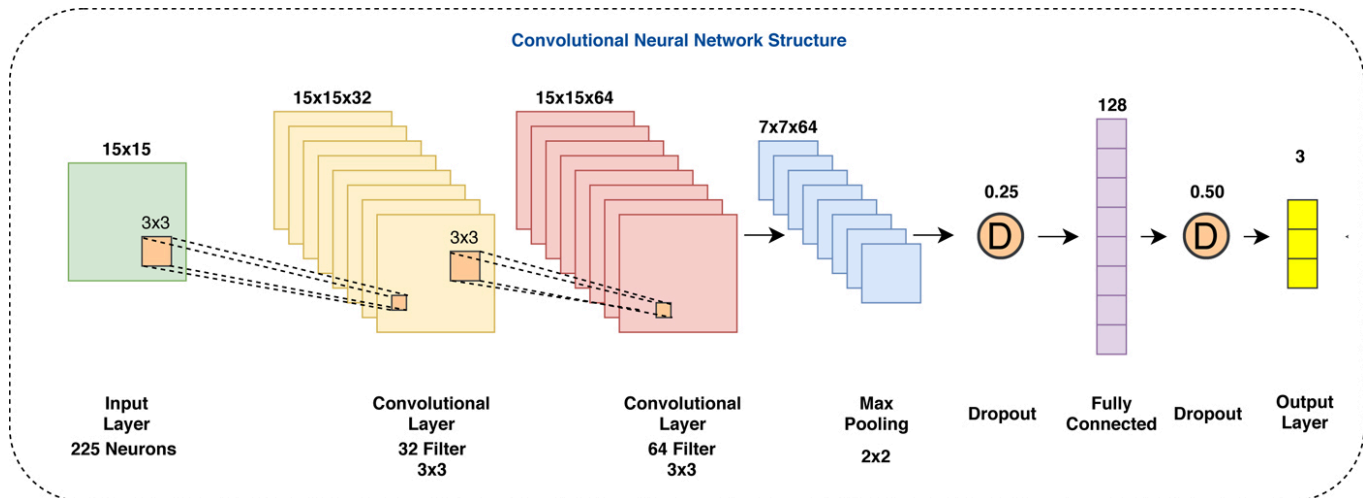 Convolutional Neural Network Structure
15x15
15x15x32
15x15x64
7x7x64
128
3
3x3
3x3
0.25
D
0.50
D
Input
Layer
225 Neurons
Convolutional
Layer
32 Filter
3x3
Convolutional
Layer
64 Filter
3x3
Max
Pooling
2x2
Dropout
Fully
Connected
Dropout
Output
Layer